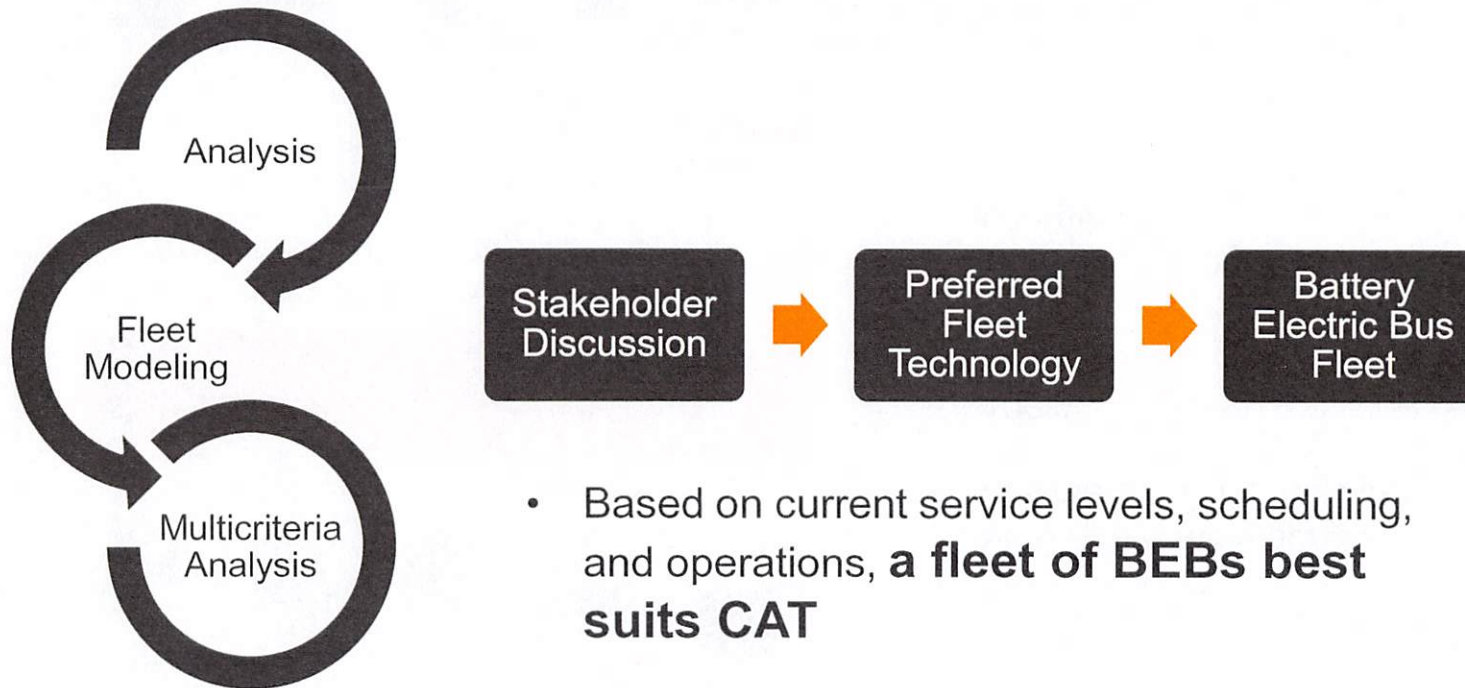 Analysis
Fleet
Modeling
Multicriteria
Analysis
Stakeholder
Discussion
Preferred
Fleet
Technology
Battery
Electric Bus
Fleet
• Based on current service levels, scheduling,
and operations, a fleet of BEBs best
suits CAT